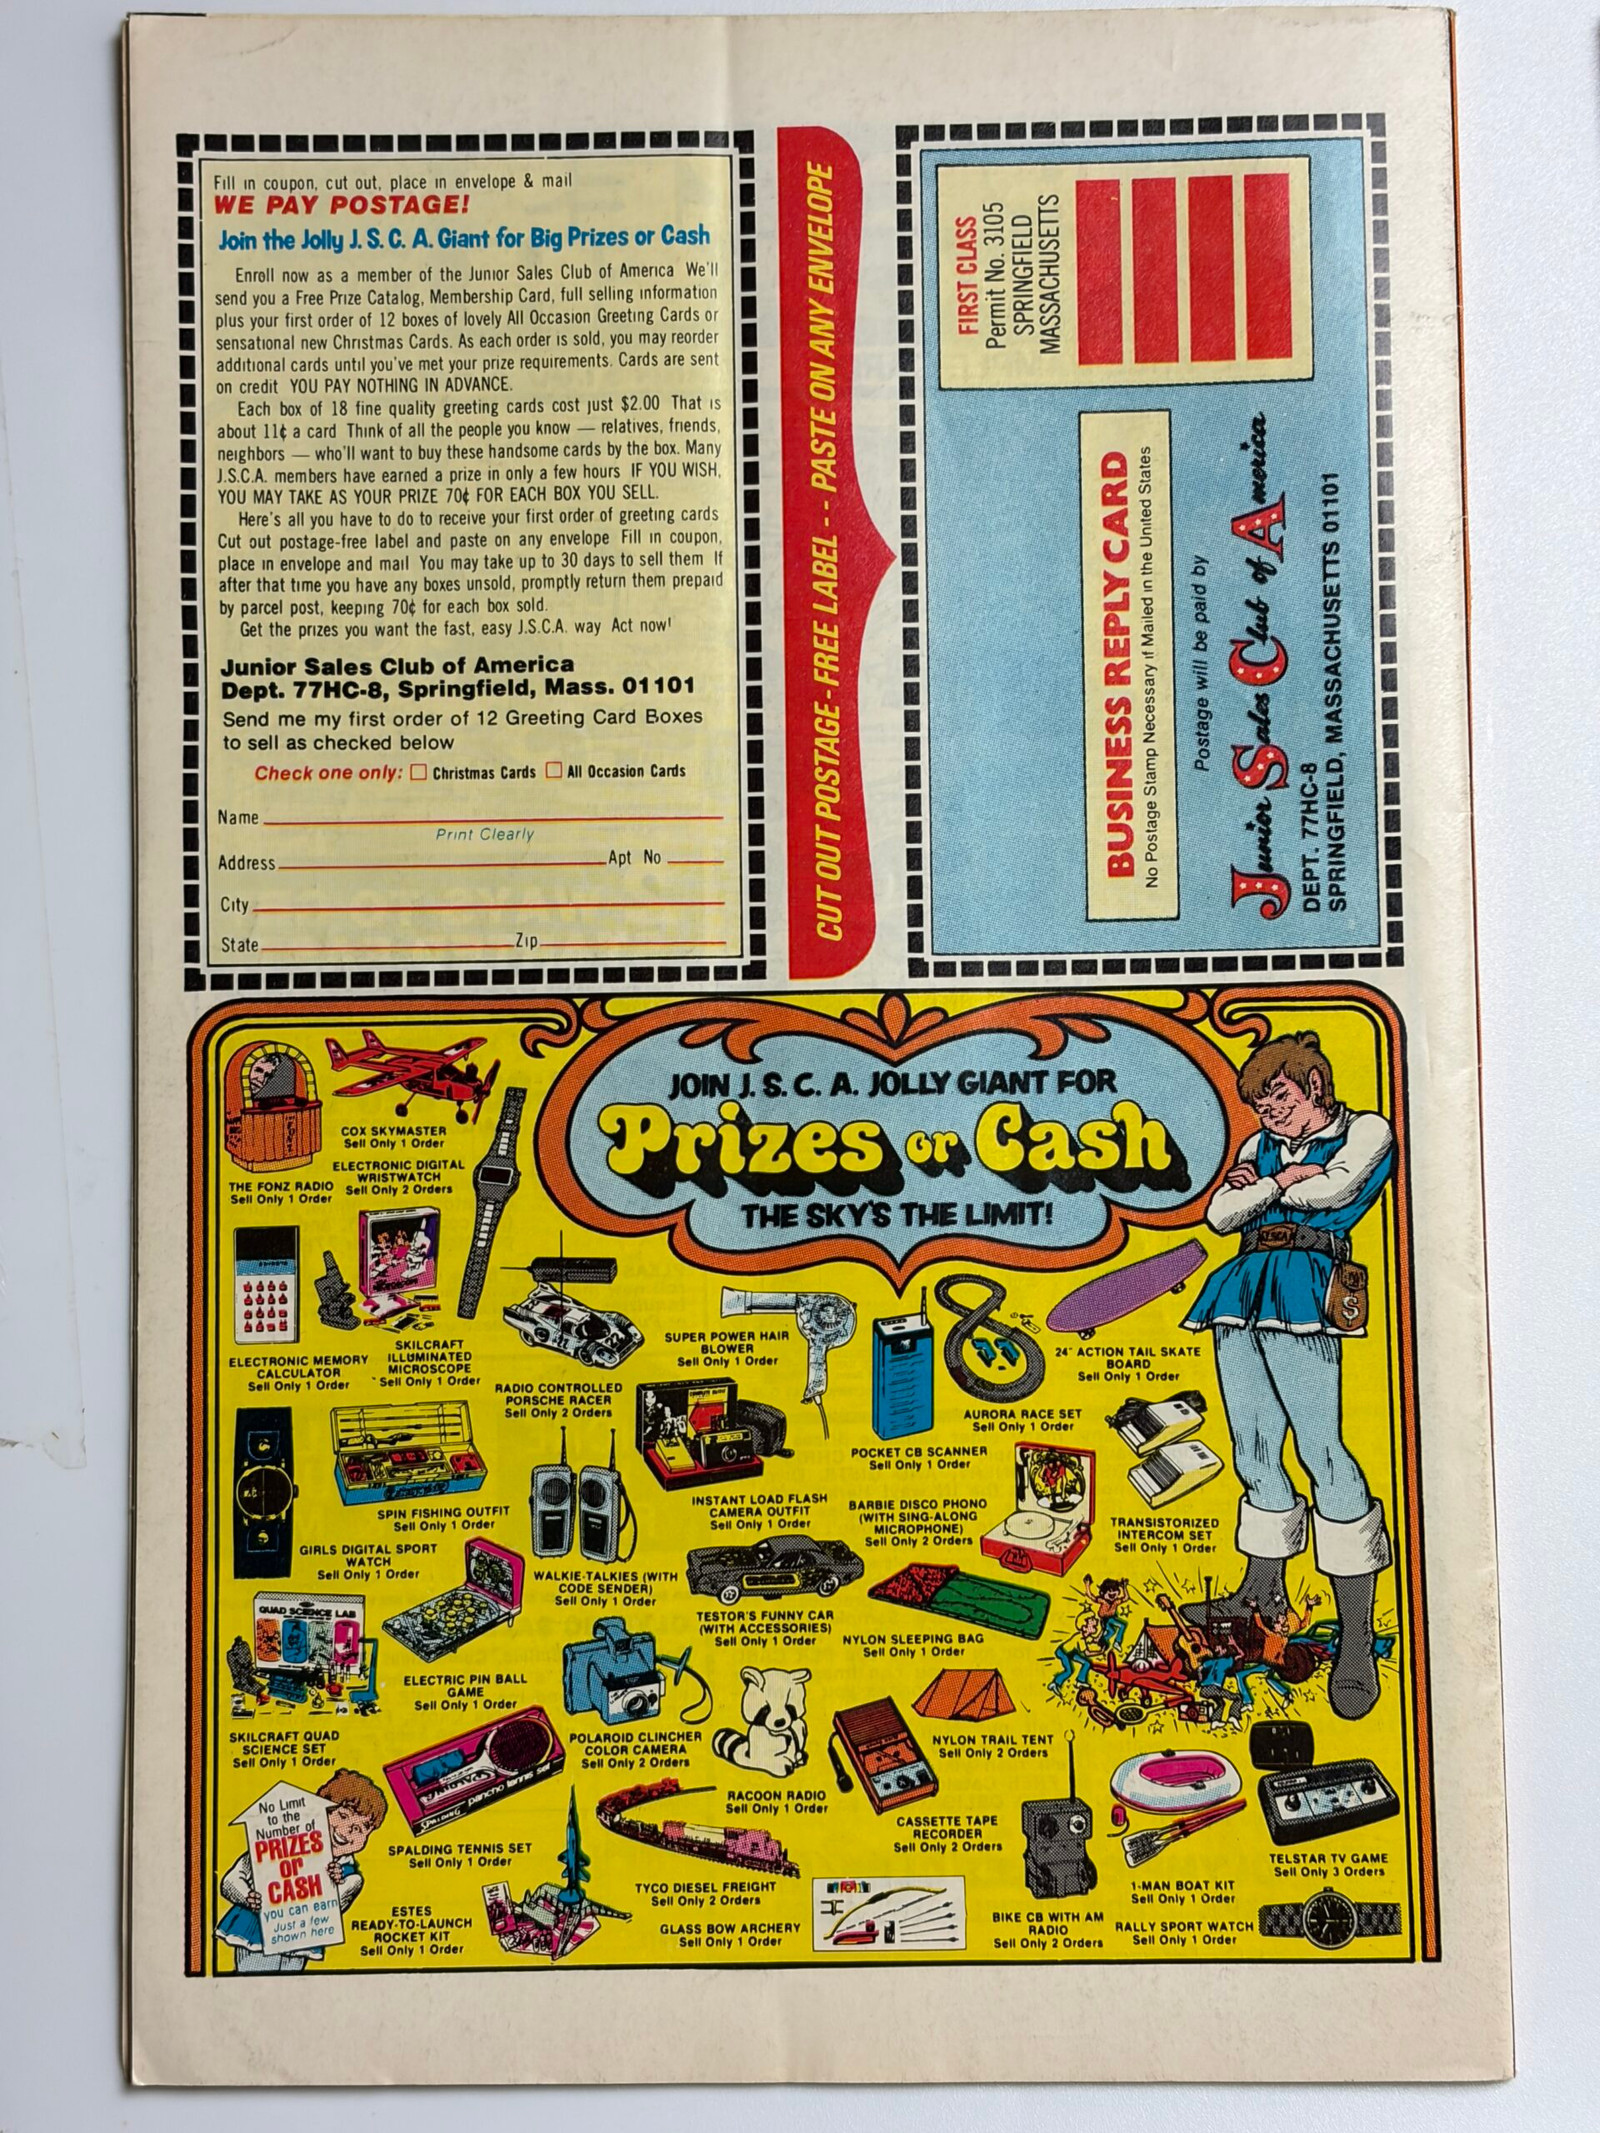 Fill in coupon, cut out, place in envelope & mail
WE PAY POSTAGE!
Join the Jolly J. S. C. A. Giant for Big Prizes or Cash
Enroll now as a member of the Junior Sales Club of America We'll
send you a Free Prize Catalog, Membership Card, full selling information
plus your first order of 12 boxes of lovely All Occasion Greeting Cards or
sensational new Christmas Cards. As each order is sold, you may reorder
additional cards until you've met your prize requirements. Cards are sent
on credit YOU PAY NOTHING IN ADVANCE.
Each box of 18 fine quality greeting cards cost just $2.00 That is
about 11¢ a card Think of all the people you know — relatives, friends,
neighbors — who'll want to buy these handsome cards by the box. Many
J.S.C.A. members have earned a prize in only a few hours IF YOU WISH,
YOU MAY TAKE AS YOUR PRIZE 70¢ FOR EACH BOX YOU SELL.
Here's all you have to do to receive your first order of greeting cards
Cut out postage-free label and paste on any envelope Fill in coupon,
place in envelope and mail You may take up to 30 days to sell them If
after that time you have any boxes unsold, promptly return them prepaid
by parcel post, keeping 70¢ for each box sold.
Get the prizes you want the fast, easy J.S.C.A. way Act now!
Junior Sales Club of America
Dept. 77HC-8, Springfield, Mass. 01101
Send me my first order of 12 Greeting Card Boxes
to sell as checked below
Check one only: Christmas Cards All Occasion Cards
Name
Print Clearly
Address Apt No
City
State Zip
CUT OUT POSTAGE-FREE LABEL - - PASTE ON ANY ENVELOPE
FIRST CLASS
Permit No. 3105
SPRINGFIELD
MASSACHUSETTS
BUSINESS REPLY CARD
No Postage Stamp Necessary If Mailed in the United States
Postage will be paid by
Junior Sales Club of America
DEPT. 77HC-8
SPRINGFIELD, MASSACHUSETTS 01101
JOIN J. S. C. A. JOLLY GIANT FOR
Prizes or Cash
THE SKY'S THE LIMIT!
COX SKYMASTER
Sell Only 1 Order
ELECTRONIC DIGITAL
WRISTWATCH
Sell Only 2 Orders
THE FONZ RADIO
Sell Only 1 Order
ELECTRONIC MEMORY
CALCULATOR
Sell Only 1 Order
SKILCRAFT
ILLUMINATED
MICROSCOPE
Sell Only 1 Order
RADIO CONTROLLED
PORSCHE RACER
Sell Only 2 Orders
SUPER POWER HAIR
BLOWER
Sell Only 1 Order
24" ACTION TAIL SKATE
BOARD
Sell Only 1 Order
AURORA RACE SET
Sell Only 1 Order
POCKET CB SCANNER
Sell Only 1 Order
SPIN FISHING OUTFIT
Sell Only 1 Order
INSTANT LOAD FLASH
CAMERA OUTFIT
Sell Only 1 Order
BARBIE DISCO PHONO
(WITH SING-ALONG
MICROPHONE)
Sell Only 2 Orders
TRANSISTORIZED
INTERCOM SET
Sell Only 1 Order
GIRLS DIGITAL SPORT
WATCH
Sell Only 1 Order
WALKIE-TALKIES (WITH
CODE SENDER)
Sell Only 1 Order
TESTOR'S FUNNY CAR
(WITH ACCESSORIES)
Sell Only 1 Order
NYLON SLEEPING BAG
Sell Only 1 Order
QUAD SCIENCE LAB
ELECTRIC PIN BALL
GAME
Sell Only 1 Order
SKILCRAFT QUAD
SCIENCE SET
Sell Only 1 Order
POLAROID CLINCHER
COLOR CAMERA
Sell Only 2 Orders
NYLON TRAIL TENT
Sell Only 2 Orders
RACOON RADIO
Sell Only 1 Order
CASSETTE TAPE
RECORDER
Sell Only 2 Orders
SPALDING
pancho tennis set
SPALDING TENNIS SET
Sell Only 1 Order
TELSTAR TV GAME
Sell Only 3 Orders
No Limit
to the
Number of
PRIZES
or
CASH
you can earn
Just a few
shown here
TYCO DIESEL FREIGHT
Sell Only 2 Orders
1-MAN BOAT KIT
Sell Only 1 Order
ESTES
READY-TO-LAUNCH
ROCKET KIT
Sell Only 1 Order
GLASS BOW ARCHERY
Sell Only 1 Order
BIKE CB WITH AM
RADIO
Sell Only 2 Orders
RALLY SPORT WATCH
Sell Only 1 Order